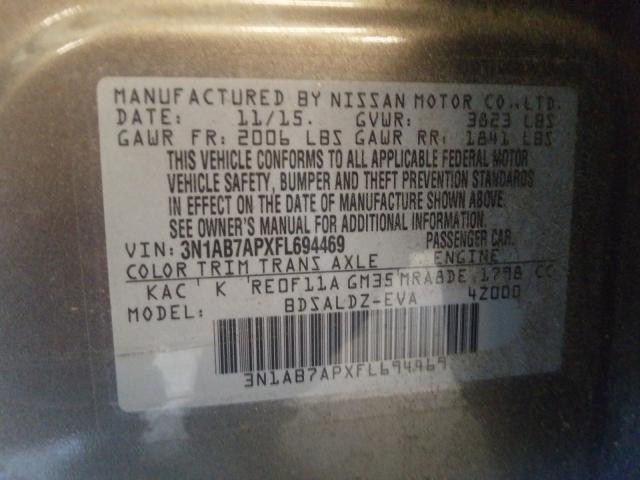 MANUFACTURED BY NISSAN MOTOR CO., LTD.
DATE: 11/15. GVWR: 3823 LBS
GAWR FR: 2006 LBS GAWR RR: 1841 LBS
THIS VEHICLE CONFORMS TO ALL APPLICABLE FEDERAL MOTOR
VEHICLE SAFETY, BUMPER AND THEFT PREVENTION STANDARDS
IN EFFECT ON THE DATE OF MANUFACTURE SHOWN ABOVE.
SEE OWNER'S MANUAL FOR ADDITIONAL INFORMATION.
VIN: 3N1AB7APXFL694469 PASSENGER CAR.
COLOR TRIM TRANS AXLE ENGINE
KAC K RE0F11A GM35 MRA8DE 1798 CC
MODEL: BDSALDZ-EVA 42000
3N1AB7APXFL694469